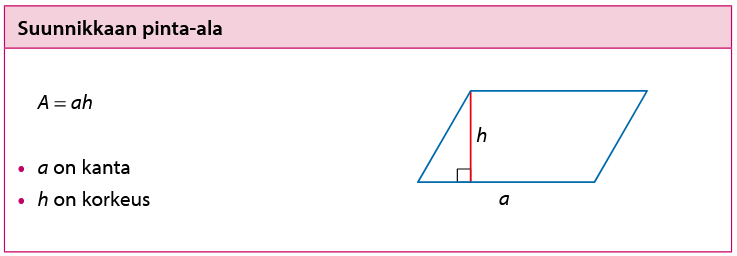 Suunnikkaan pinta-ala
A = ah
• a on kanta
• h on korkeus
h
a